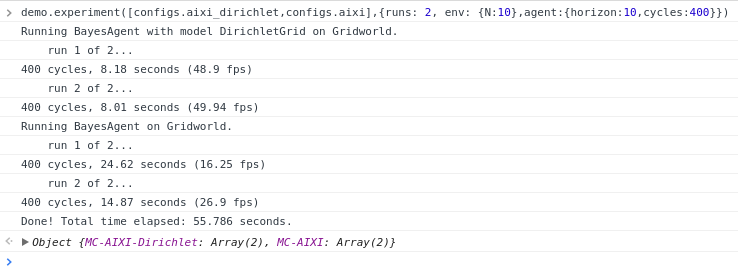 demo.experiment([configs.aixi_dirichlet,configs.aixi],{runs: 2, env: {N:10},agent:{horizon:10,cycles:400}})
Running BayesAgent with model DirichletGrid on Gridworld.
run 1 of 2...
400 cycles, 8.18 seconds (48.9 fps)
run 2 of 2...
400 cycles, 8.01 seconds (49.94 fps)
Running BayesAgent on Gridworld.
run 1 of 2...
400 cycles, 24.62 seconds (16.25 fps)
run 2 of 2...
400 cycles, 14.87 seconds (26.9 fps)
Done! Total time elapsed: 55.786 seconds.
Object {MC-AIXI-Dirichlet: Array(2), MC-AIXI: Array(2)}